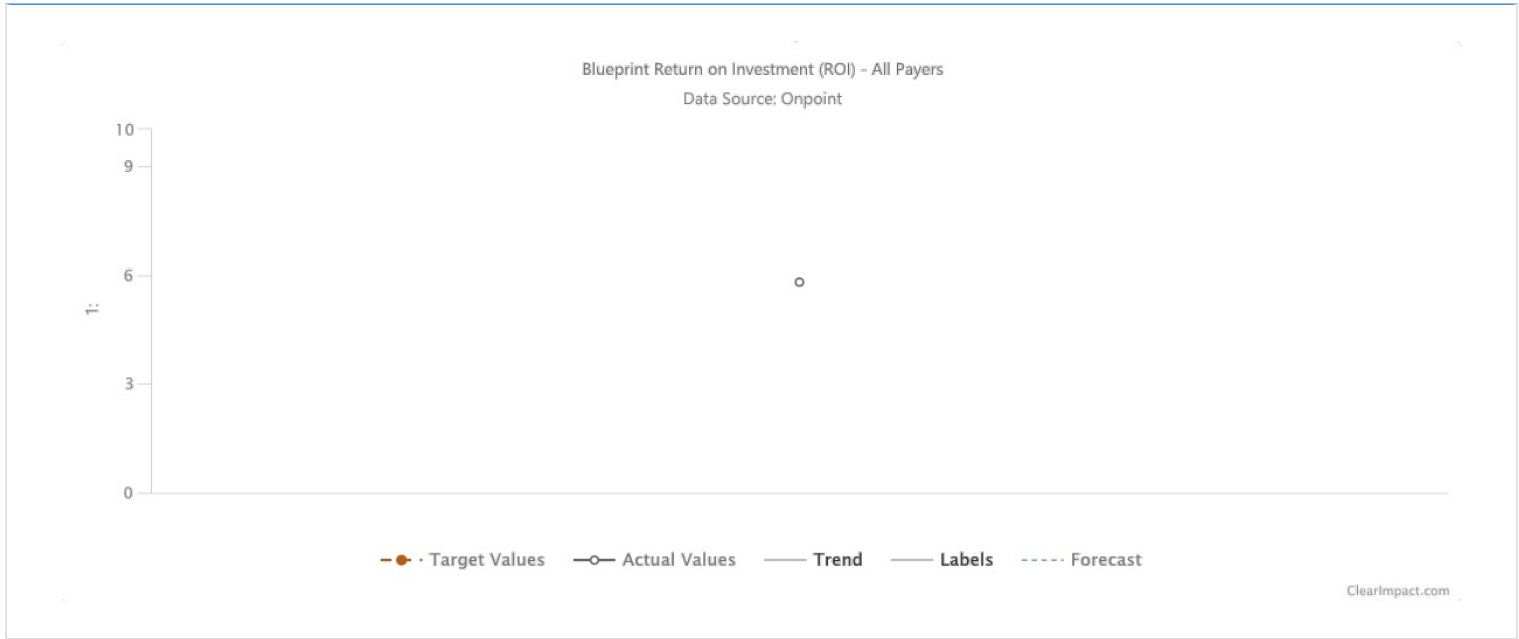 Blueprint Return on Investment (ROI) - All Payers
Data Source: Onpoint
10
9
6
1:
3
0
Target Values Actual Values Trend Labels Forecast
ClearImpact.com